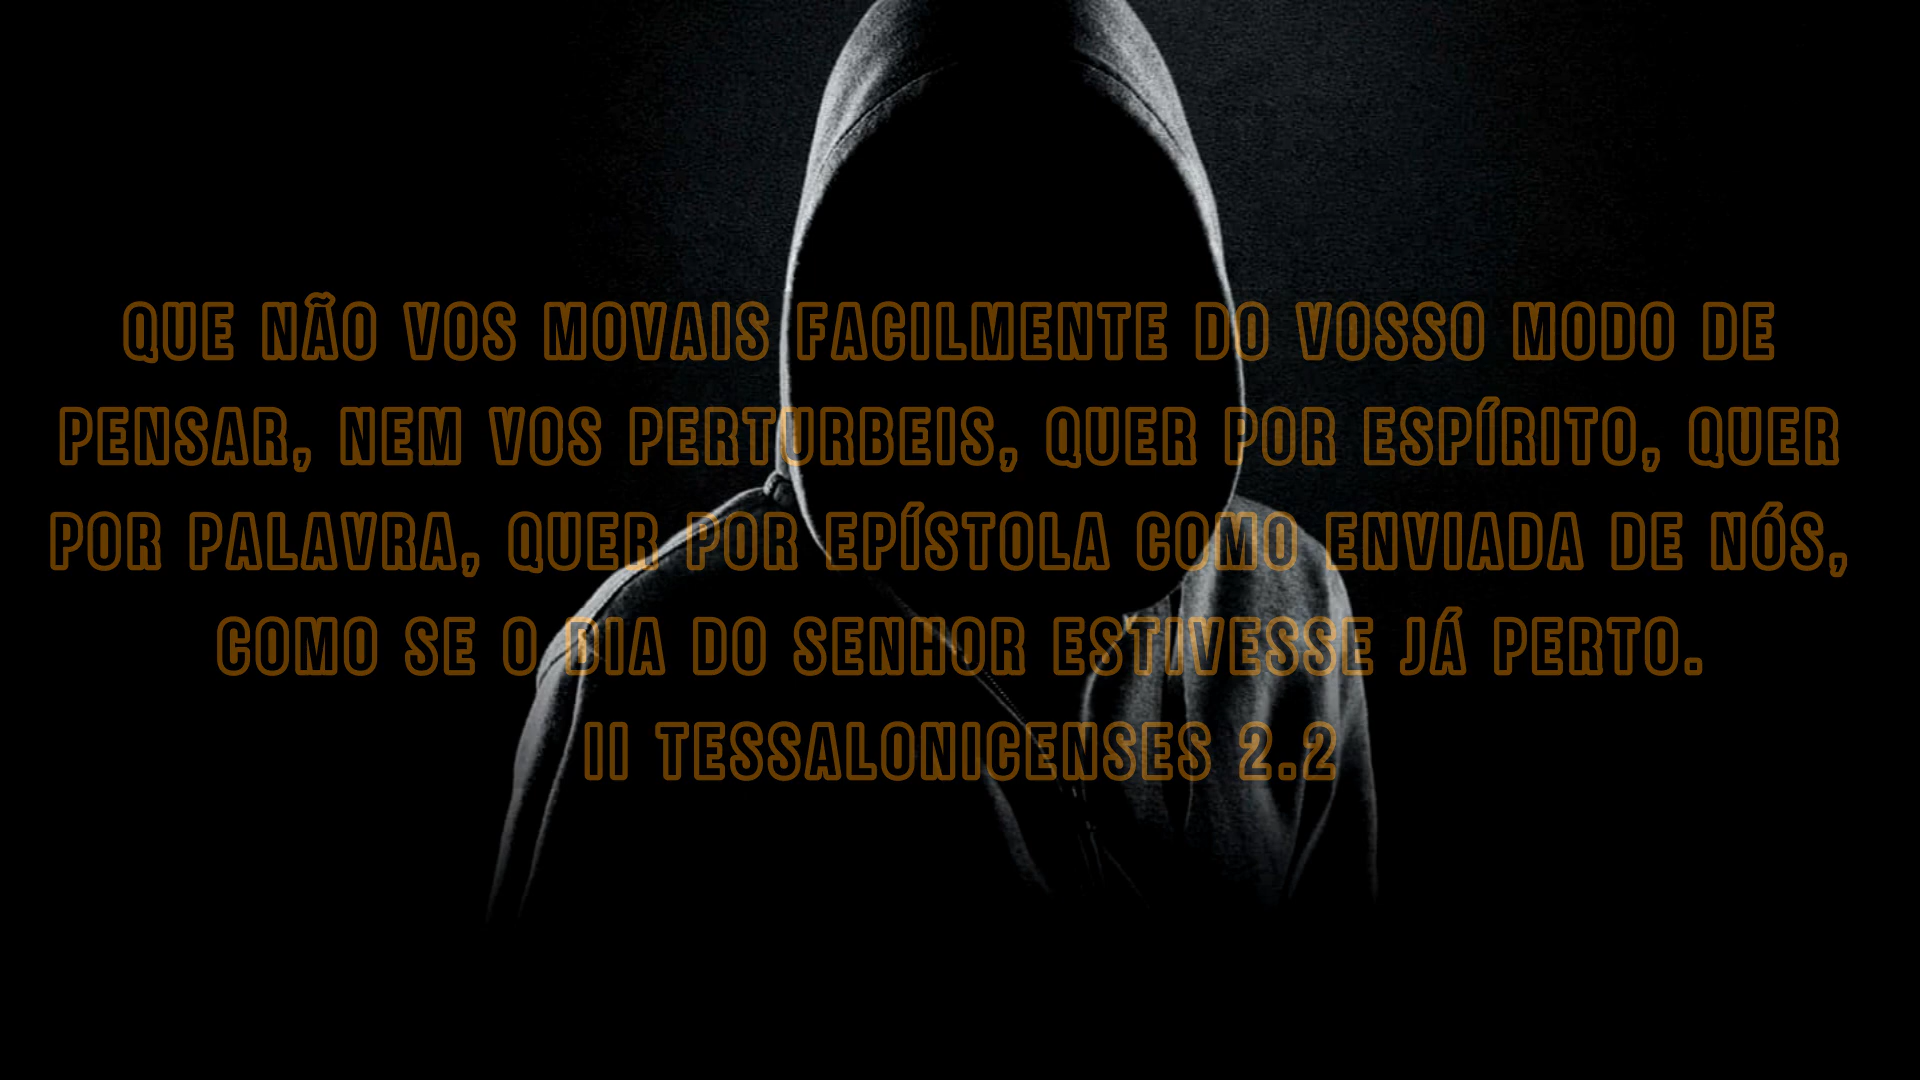 QUE NÃO VOS MOVAIS FACILMENTE DO VOSSO MODO DE
PENSAR, NEM VOS PERTURBEIS, QUER POR ESPÍRITO, QUER
POR PALAVRA, QUER POR EPÍSTOLA COMO ENVIADA DE NÓS,
COMO SE O DIA DO SENHOR ESTIVESSE JÁ PERTO.
II TESSALONICENSES 2.2